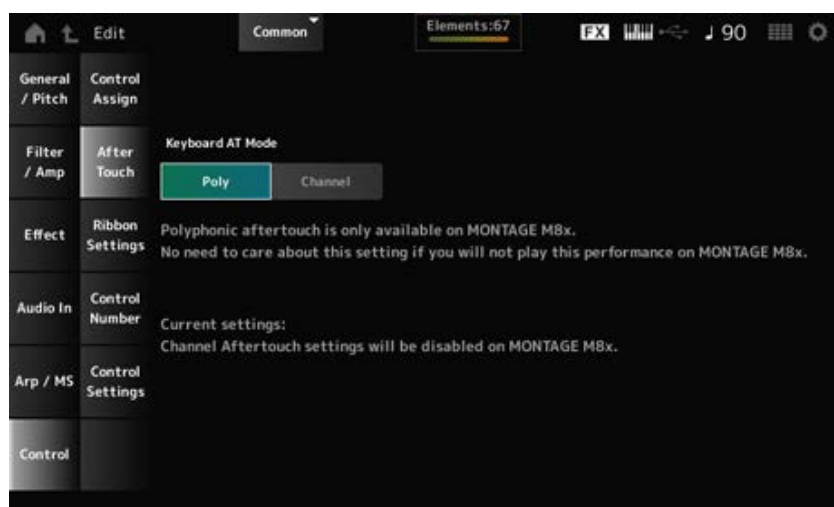 Edit
Common
Elements:67
FX
90
General
/ Pitch
Control
Assign
Filter
/ Amp
After
Touch
Keyboard AT Mode
Poly
Channel
Effect
Ribbon
Settings
Polyphonic aftertouch is only available on MONTAGE M8x.
No need to care about this setting if you will not play this performance on MONTAGE M8x.
Audio In
Control
Number
Current settings:
Channel Aftertouch settings will be disabled on MONTAGE M8x.
Arp / MS
Control
Settings
Control